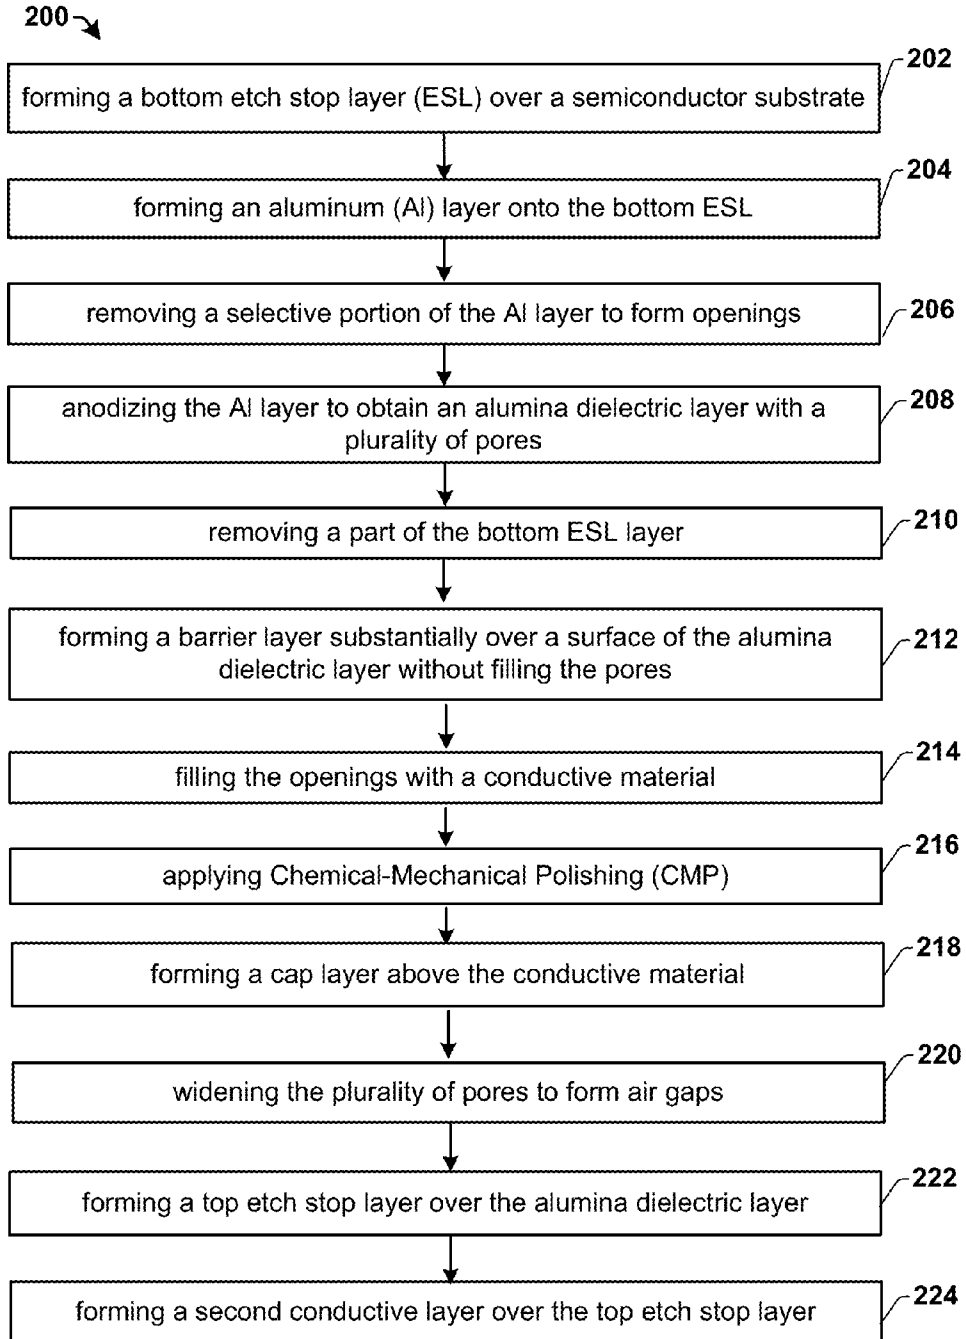 200
202
forming a bottom etch stop layer (ESL) over a semiconductor substrate
204
forming an aluminum (Al) layer onto the bottom ESL
removing a selective portion of the Al layer to form openings
206
anodizing the Al layer to obtain an alumina dielectric layer with a
plurality of pores
208
removing a part of the bottom ESL layer
210
forming a barrier layer substantially over a surface of the alumina
dielectric layer without filling the pores
212
filling the openings with a conductive material
214
applying Chemical-Mechanical Polishing (CMP)
216
forming a cap layer above the conductive material
218
widening the plurality of pores to form air gaps
220
forming a top etch stop layer over the alumina dielectric layer
222
forming a second conductive layer over the top etch stop layer
224